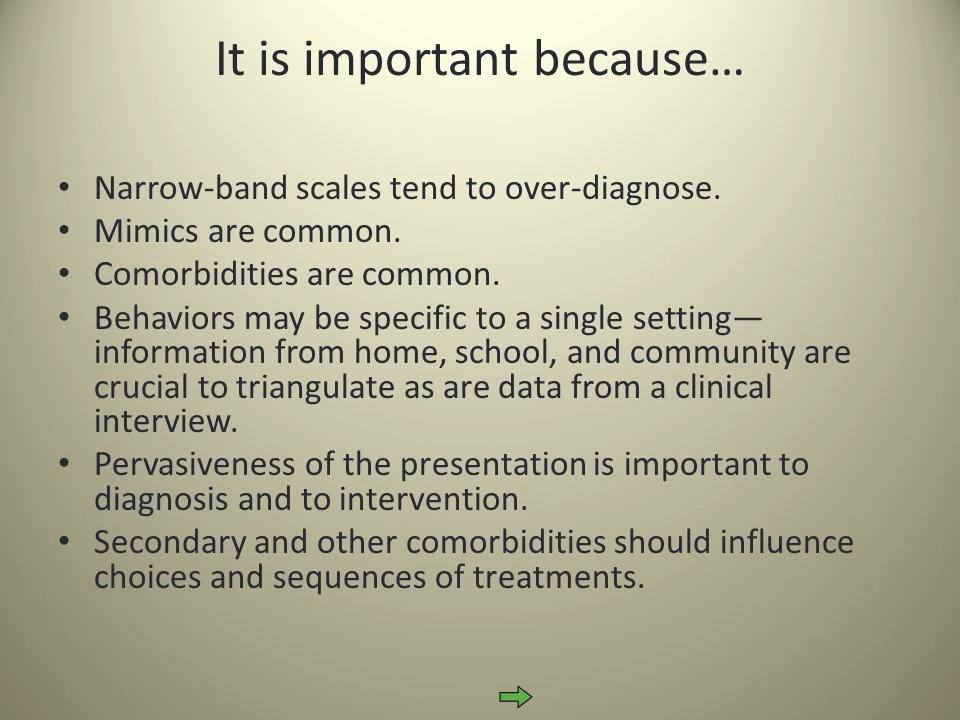 It is important because…
• Narrow-band scales tend to over-diagnose.
• Mimics are common.
• Comorbidities are common.
• Behaviors may be specific to a single setting—
information from home, school, and community are
crucial to triangulate as are data from a clinical
interview.
• Pervasiveness of the presentation is important to
diagnosis and to intervention.
• Secondary and other comorbidities should influence
choices and sequences of treatments.